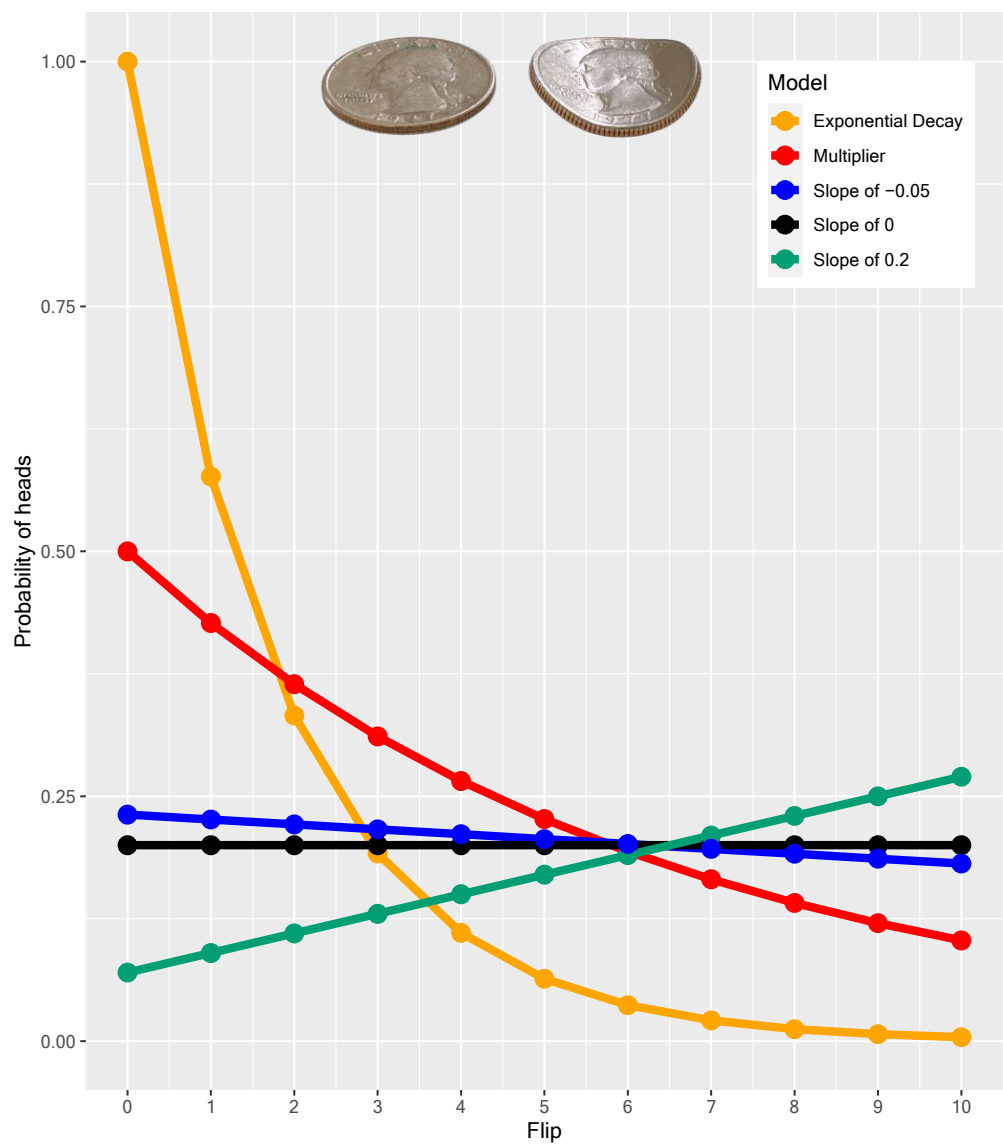 Model
Exponential Decay
Multiplier
Slope of −0.05
Slope of 0
Slope of 0.2
Probability of heads
1.00
0.75
0.50
0.25
0.00
0 1 2 3 4 5 6 7 8 9 10
Flip